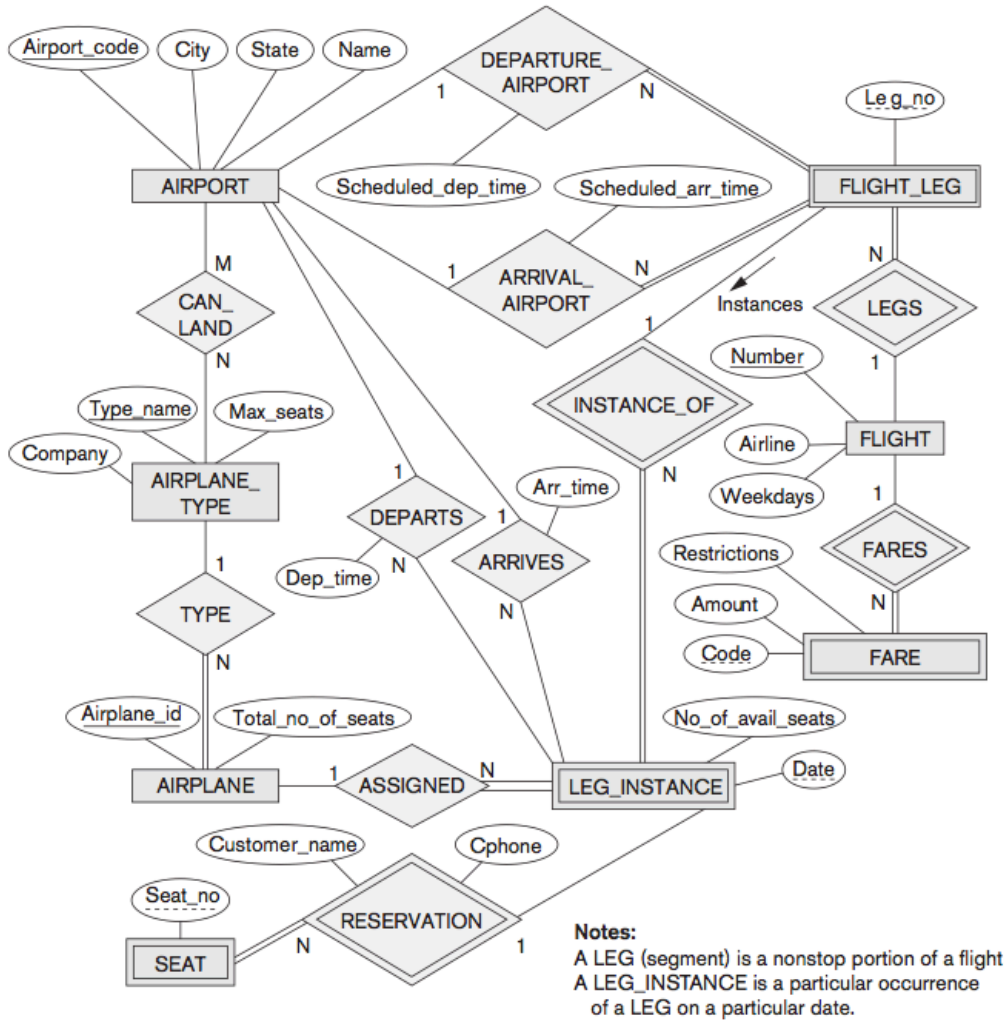 Airport_code
City
State
Name
DEPARTURE_
AIRPORT
1
N
Leg_no
AIRPORT
Scheduled_dep_time
Scheduled_arr_time
FLIGHT_LEG
M
1
ARRIVAL_
AIRPORT
N
Instances
N
LEGS
CAN_
LAND
N
1
1
Number
Type_name
Max_seats
INSTANCE_OF
Company
Airline
FLIGHT
AIRPLANE_
TYPE
1
Arr_time
N
Weekdays
DEPARTS
1
1
1
Restrictions
FARES
Dep_time
N
ARRIVES
TYPE
N
Amount
N
N
Code
FARE
Airplane_id
Total_no_of_seats
No_of_avail_seats
AIRPLANE
1
ASSIGNED
N
LEG_INSTANCE
Date
Customer_name
Cphone
Seat_no
RESERVATION
SEAT
N
1
Notes:
A LEG (segment) is a nonstop portion of a flight
A LEG_INSTANCE is a particular occurrence
of a LEG on a particular date.